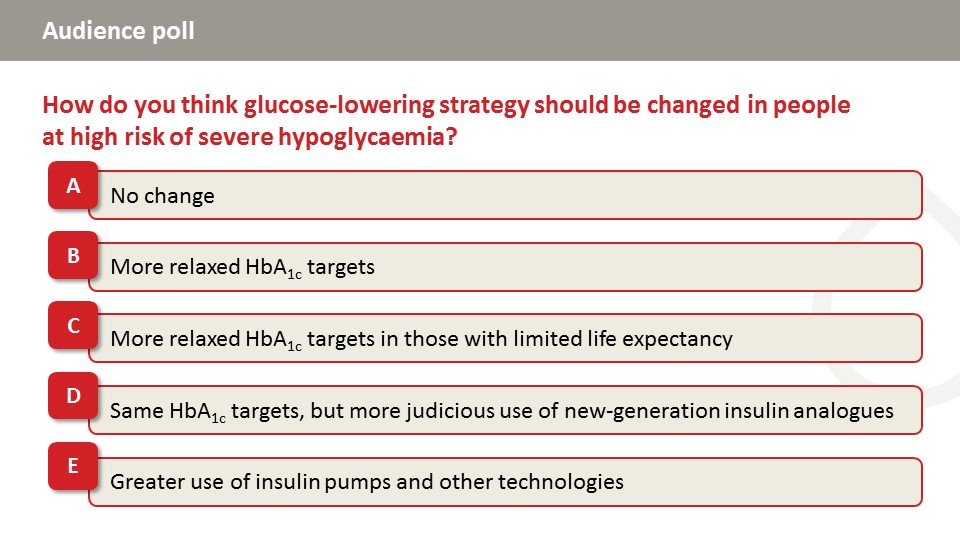 Audience poll
How do you think glucose-lowering strategy should be changed in people
at high risk of severe hypoglycaemia?
A
No change
B
More relaxed HbA1c targets
C
More relaxed HbA1c targets in those with limited life expectancy
D
Same HbA1c targets, but more judicious use of new-generation insulin analogues
E
Greater use of insulin pumps and other technologies